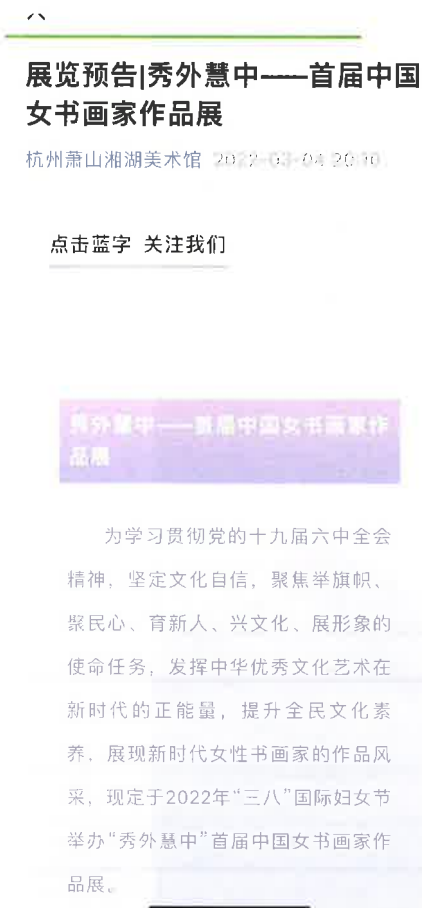 展览预告|秀外慧中——首届中国
女书画家作品展
杭州萧山湘湖美术馆 2022-03-04 20:10
点击蓝字 关注我们
秀外慧中——首届中国女书画家作
品展
为学习贯彻党的十九届六中全会
精神，坚定文化自信，聚焦举旗帜、
聚民心、育新人、兴文化、展形象的
使命任务，发挥中华优秀文化艺术在
新时代的正能量，提升全民文化素
养，展现新时代女性书画家的作品风
采，现定于2022年“三八”国际妇女节
举办“秀外慧中”首届中国女书画家作
品展。